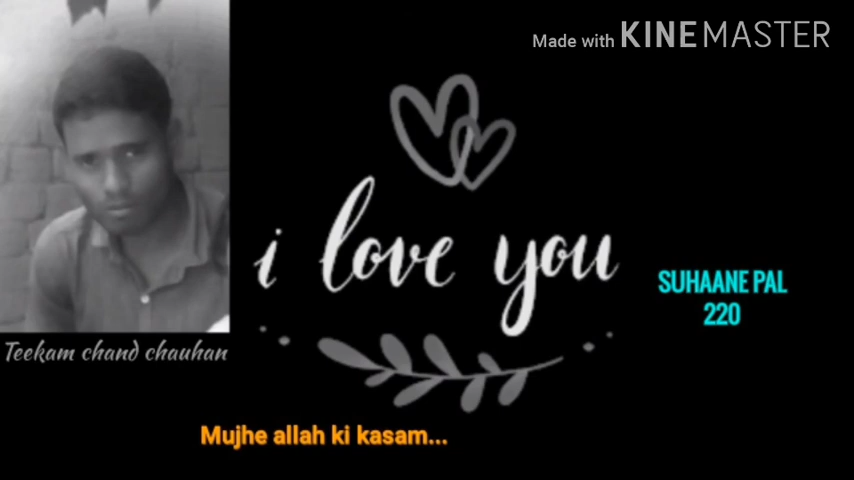 Made with KINEMASTER
i love you
SUHAANE PAL
220
Teekam chand chauhan
Mujhe allah ki kasam...